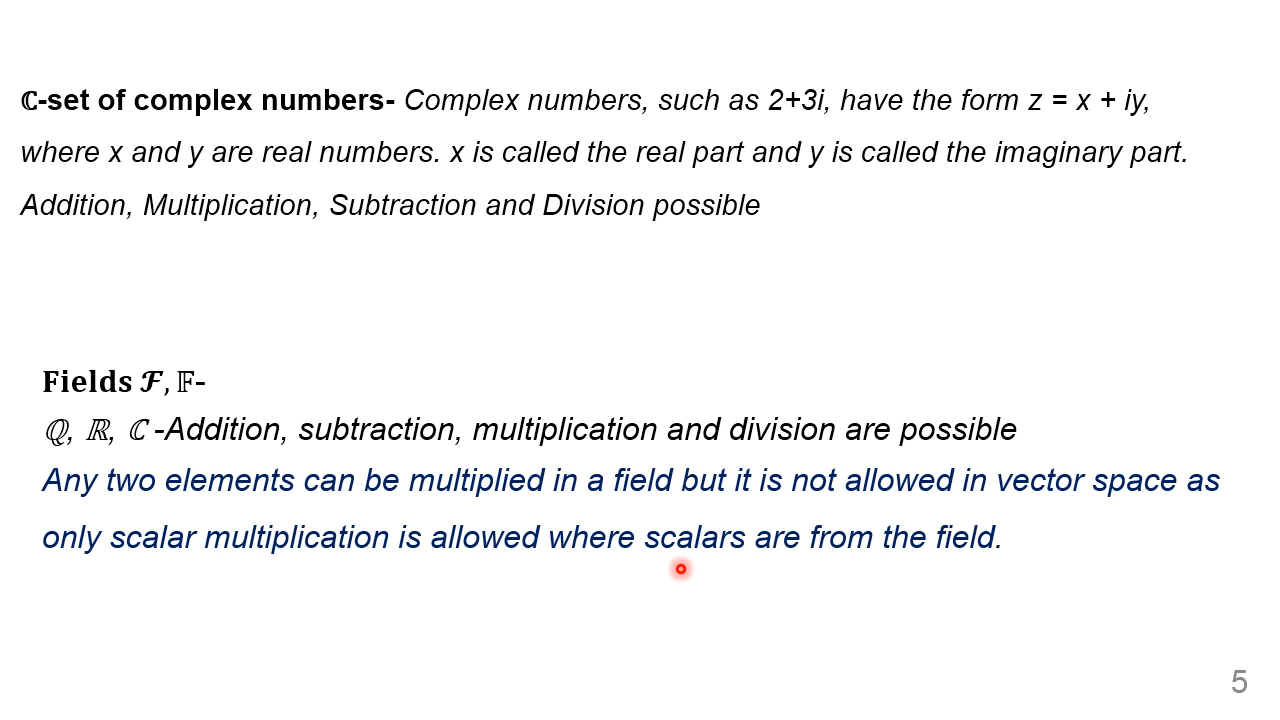 ℂ-set of complex numbers- Complex numbers, such as 2+3i, have the form z = x + iy,
where x and y are real numbers. x is called the real part and y is called the imaginary part.
Addition, Multiplication, Subtraction and Division possible
Fields ℱ, 𝔽-
ℚ, ℝ, ℂ -Addition, subtraction, multiplication and division are possible
Any two elements can be multiplied in a field but it is not allowed in vector space as
only scalar multiplication is allowed where scalars are from the field.
5